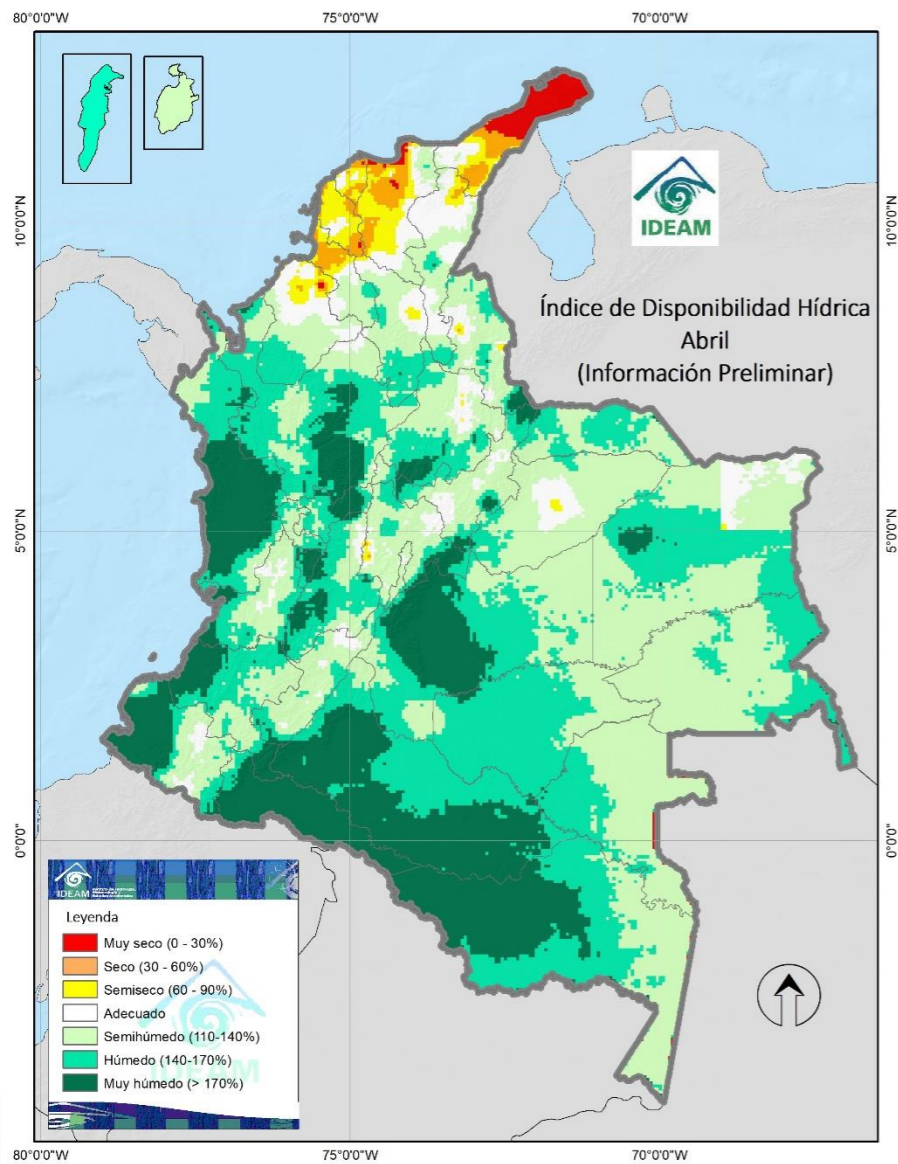 80°0'0"W 75°0'0"W 70°0'0"W
10°0'0"N
5°0'0"N
0°0'0"
10°0'0"N
5°0'0"N
0°0'0"
IDEAM
Índice de Disponibilidad Hídrica
Abril
(Información Preliminar)
IDEAM
Leyenda
Muy seco (0 - 30%)
Seco (30 - 60%)
Semiseco (60 - 90%)
Adecuado
Semihúmedo (110-140%)
Húmedo (140-170%)
Muy húmedo (> 170%)
IDEAM
80°0'0"W 75°0'0"W 70°0'0"W